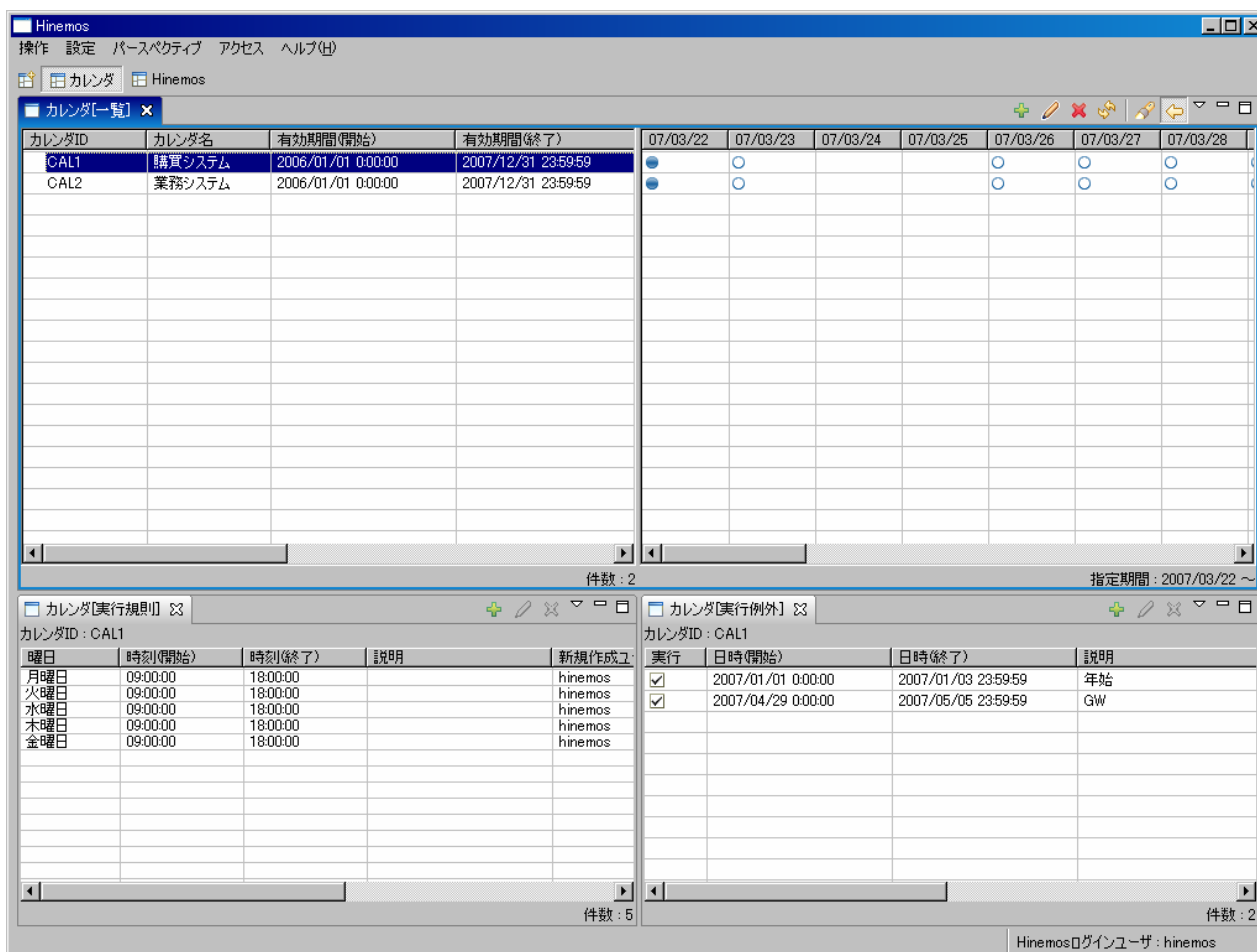 Hinemos
操作 設定 パースペクティブ アクセス ヘルプ(H)
カレンダ Hinemos
カレンダ[一覧]
カレンダID カレンダ名 有効期間(開始) 有効期間(終了) 07/03/22 07/03/23 07/03/24 07/03/25 07/03/26 07/03/27 07/03/28
CAL1 購買システム 2006/01/01 0:00:00 2007/12/31 23:59:59
CAL2 業務システム 2006/01/01 0:00:00 2007/12/31 23:59:59
件数 : 2 指定期間 : 2007/03/22 ~
カレンダ[実行規則]
カレンダID : CAL1
曜日 時刻(開始) 時刻(終了) 説明 新規作成ユ
月曜日 09:00:00 18:00:00 hinemos
火曜日 09:00:00 18:00:00 hinemos
水曜日 09:00:00 18:00:00 hinemos
木曜日 09:00:00 18:00:00 hinemos
金曜日 09:00:00 18:00:00 hinemos
件数 : 5
カレンダ[実行例外]
カレンダID : CAL1
実行 日時(開始) 日時(終了) 説明
2007/01/01 0:00:00 2007/01/03 23:59:59 年始
2007/04/29 0:00:00 2007/05/05 23:59:59 GW
件数 : 2
Hinemosログインユーザ : hinemos